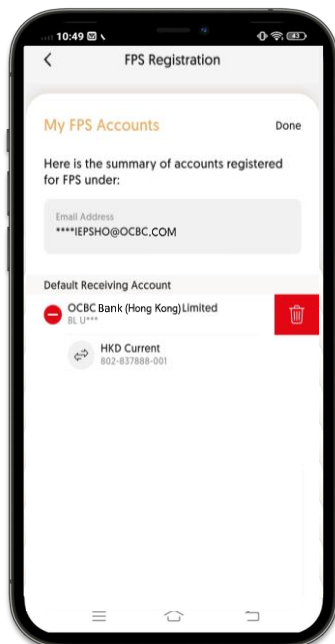 10:49
FPS Registration
My FPS Accounts
Done
Here is the summary of accounts registered
for FPS under:
Email Address
****IEPSHO@OCBC.COM
Default Receiving Account
OCBC Bank (Hong Kong) Limited
BL U***
HKD Current
802-837888-001